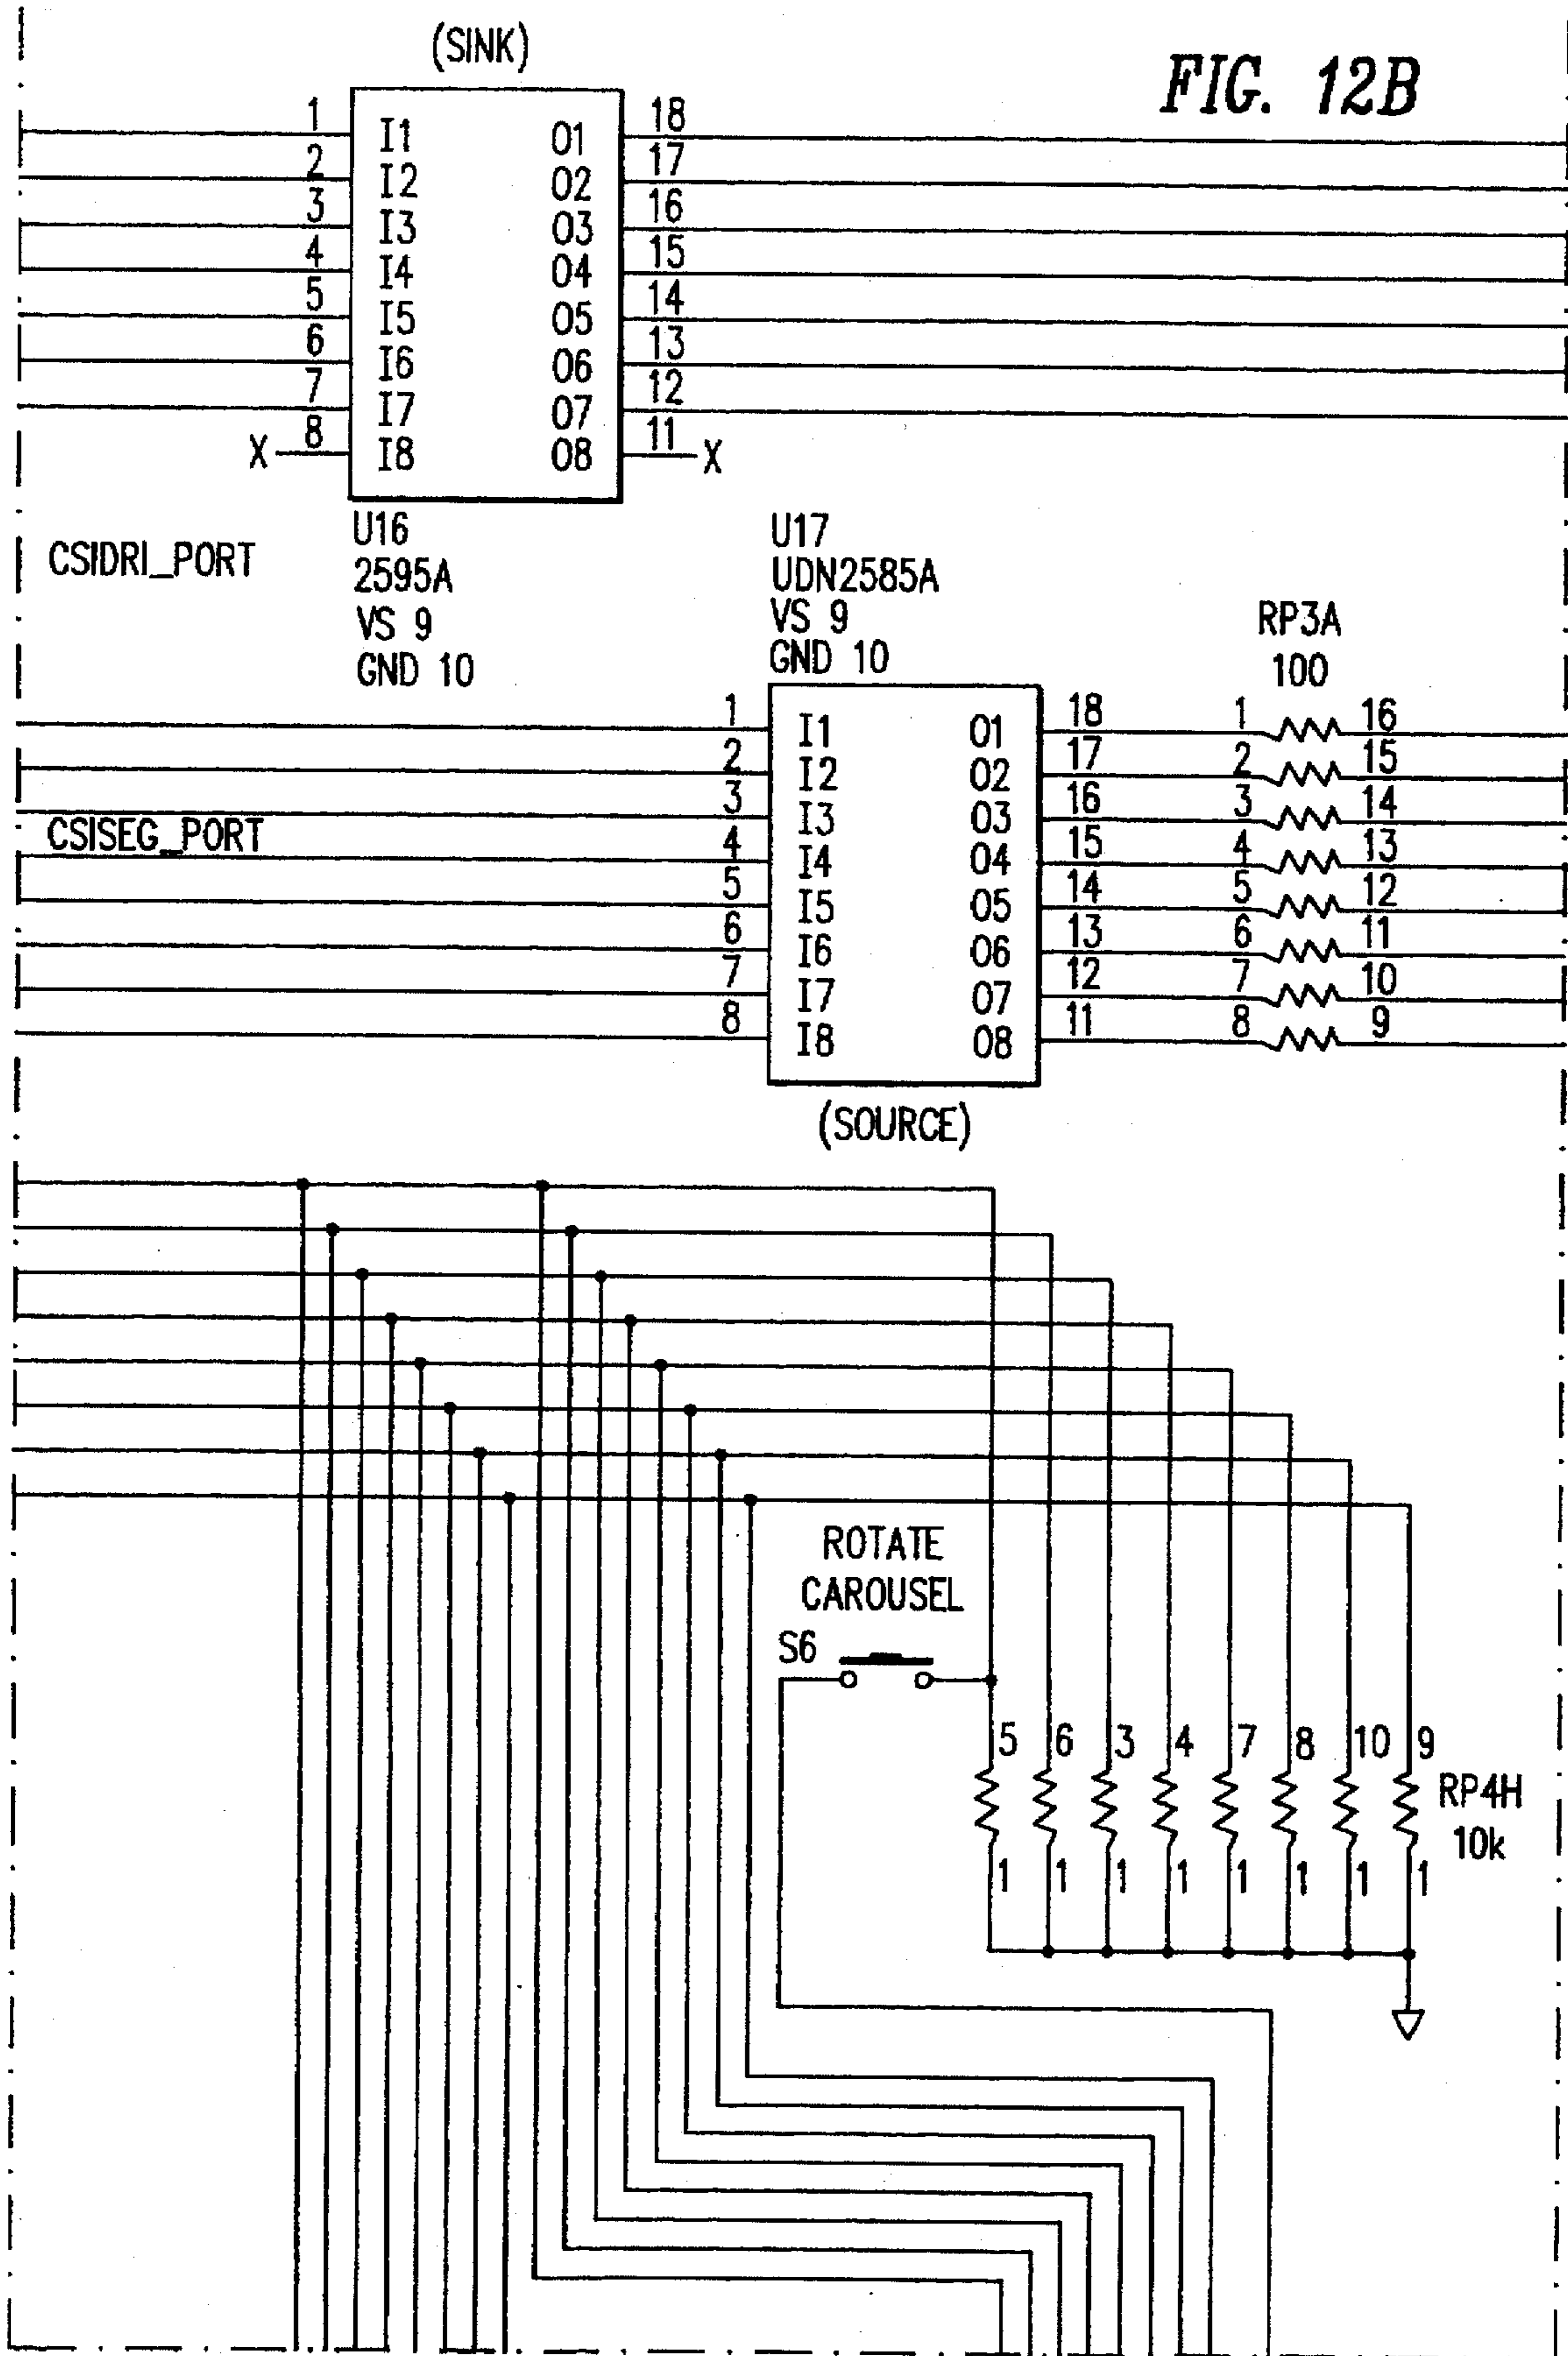 (SINK)
FIG. 12B
1 I1 O1 18
2 I2 O2 17
3 I3 O3 16
4 I4 O4 15
5 I5 O5 14
6 I6 O6 13
7 I7 O7 12
X 8 I8 O8 11 X
U16
2595A
VS 9
GND 10
CSIDRI_PORT
U17
UDN2585A
VS 9
GND 10
RP3A
100
1 I1 O1 18 1 16
2 I2 O2 17 2 15
3 I3 O3 16 3 14
CSISEG_PORT
4 I4 O4 15 4 13
5 I5 O5 14 5 12
6 I6 O6 13 6 11
7 I7 O7 12 7 10
8 I8 O8 11 8 9
(SOURCE)
ROTATE
CAROUSEL
S6
5 6 3 4 7 8 10 9
RP4H
10k
1 1 1 1 1 1 1 1